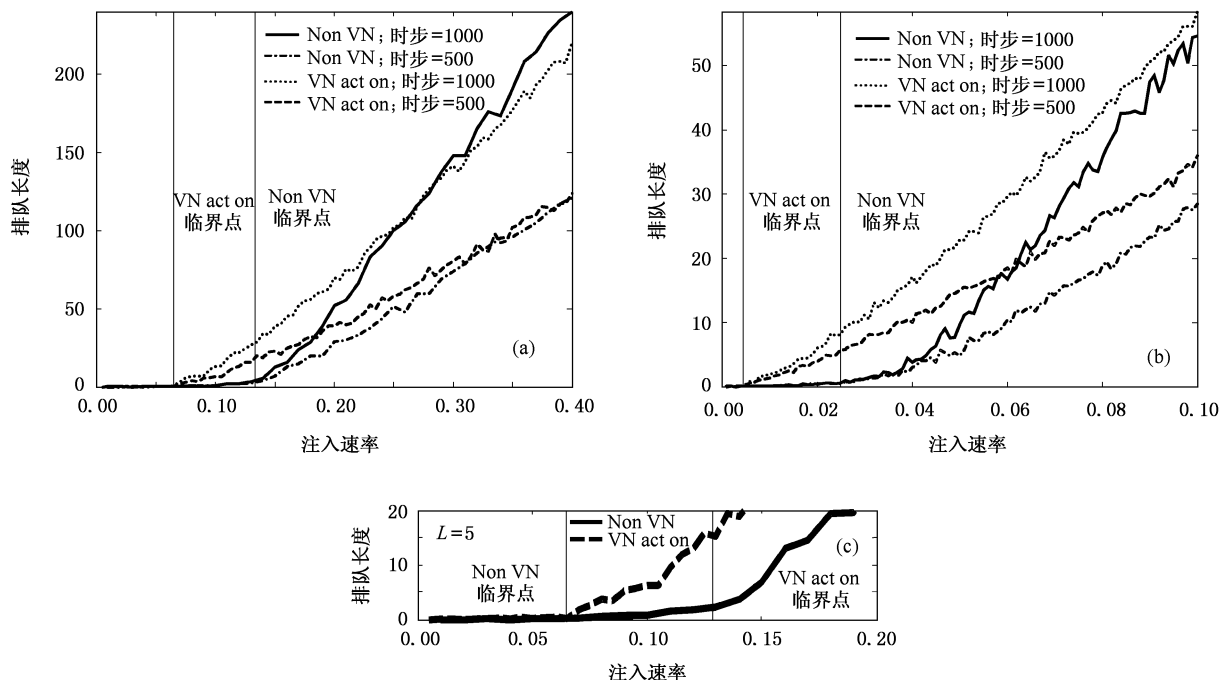 200
150
100
50
0
排队长度
Non VN; 时步=1000
Non VN; 时步=500
VN act on; 时步=1000
VN act on; 时步=500
VN act on
临界点
Non VN
临界点
(a)
0.00 0.10 0.20 0.30 0.40
注入速率
50
40
30
20
10
0
排队长度
Non VN; 时步=1000
Non VN; 时步=500
VN act on; 时步=1000
VN act on; 时步=500
VN act on
临界点
Non VN
临界点
(b)
0.00 0.02 0.04 0.06 0.08 0.10
注入速率
20
10
0
排队长度
L=5
Non VN
VN act on
(c)
Non VN
临界点
VN act on
临界点
0.00 0.05 0.10 0.15 0.20
注入速率